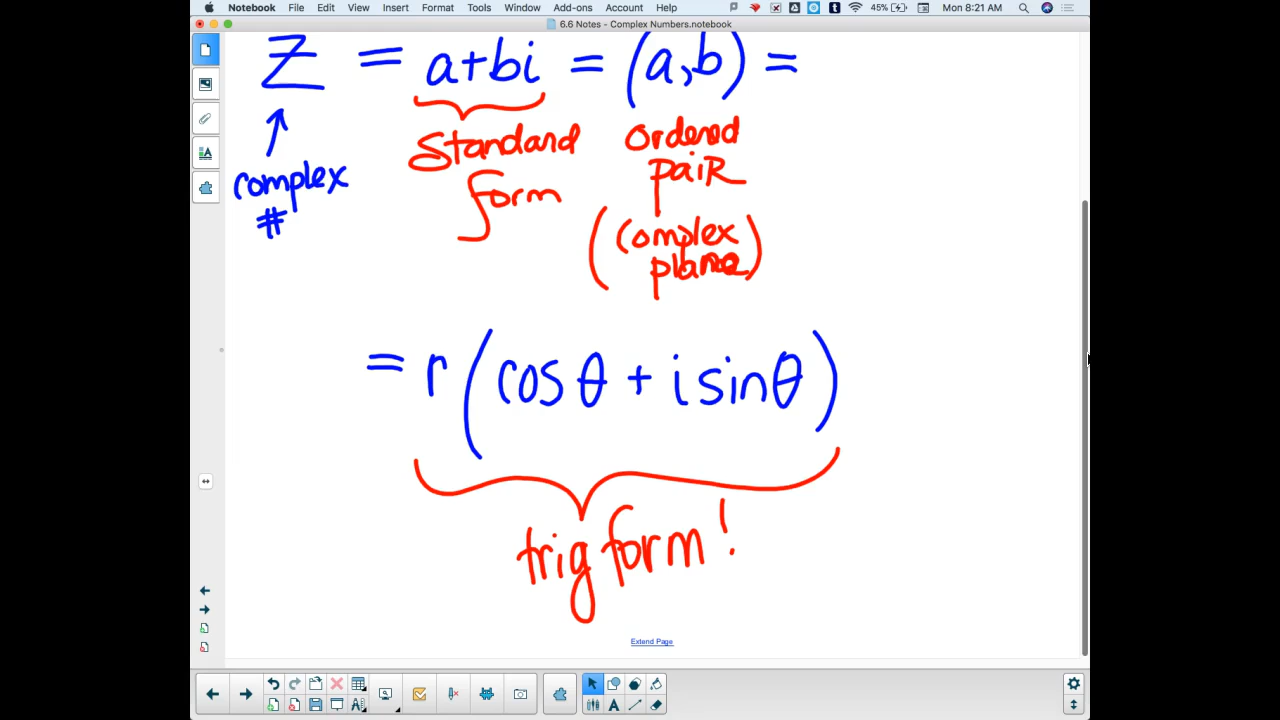 Notebook File Edit View Insert Format Tools Window Add-ons Account Help 45% Mon 8:21 AM
6.6 Notes - Complex Numbers.notebook
Z = a+bi = (a,b) =
standard form
ordered pair
(complex plane)
complex #
= r(cos θ + i sin θ)
trig form!
Extend Page